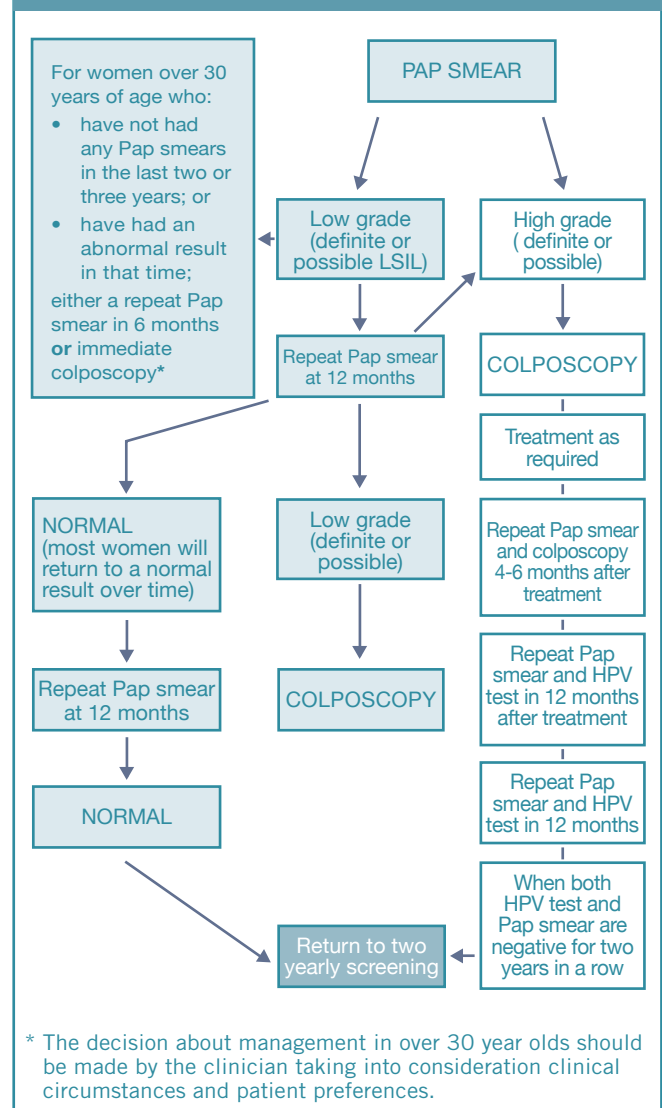 For women over 30
years of age who:
• have not had
any Pap smears
in the last two or
three years; or
• have had an
abnormal result
in that time;
either a repeat Pap
smear in 6 months
or immediate
colposcopy*
PAP SMEAR
Low grade
(definite or
possible LSIL)
High grade
( definite or
possible)
Repeat Pap smear
at 12 months
COLPOSCOPY
Treatment as
required
NORMAL
(most women will
return to a normal
result over time)
Low grade
(definite or
possible)
Repeat Pap smear
and colposcopy
4-6 months after
treatment
Repeat Pap smear
at 12 months
COLPOSCOPY
Repeat Pap
smear and HPV
test in 12 months
after treatment
NORMAL
Repeat Pap
smear and HPV
test in 12 months
Return to two
yearly screening
When both
HPV test and
Pap smear are
negative for two
years in a row
* The decision about management in over 30 year olds should
be made by the clinician taking into consideration clinical
circumstances and patient preferences.